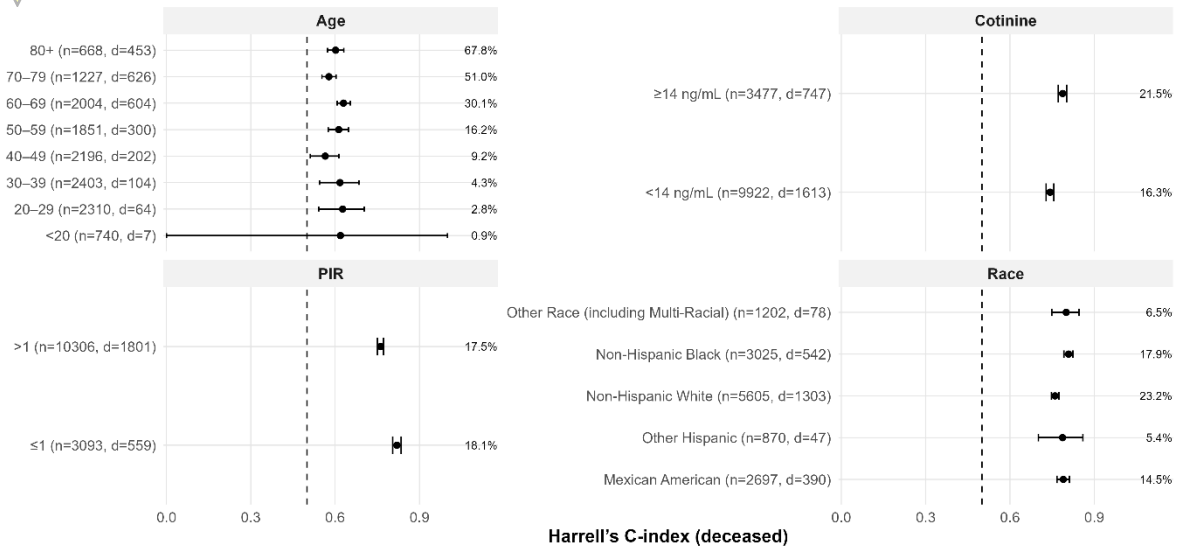 Age
80+ (n=668, d=453) 67.8%
70–79 (n=1227, d=626) 51.0%
60–69 (n=2004, d=604) 30.1%
50–59 (n=1851, d=300) 16.2%
40–49 (n=2196, d=202) 9.2%
30–39 (n=2403, d=104) 4.3%
20–29 (n=2310, d=64) 2.8%
<20 (n=740, d=7) 0.9%
Cotinine
≥14 ng/mL (n=3477, d=747) 21.5%
<14 ng/mL (n=9922, d=1613) 16.3%
PIR
>1 (n=10306, d=1801) 17.5%
≤1 (n=3093, d=559) 18.1%
0.0 0.3 0.6 0.9
Race
Other Race (including Multi-Racial) (n=1202, d=78) 6.5%
Non-Hispanic Black (n=3025, d=542) 17.9%
Non-Hispanic White (n=5605, d=1303) 23.2%
Other Hispanic (n=870, d=47) 5.4%
Mexican American (n=2697, d=390) 14.5%
0.0 0.3 0.6 0.9
Harrell's C-index (deceased)